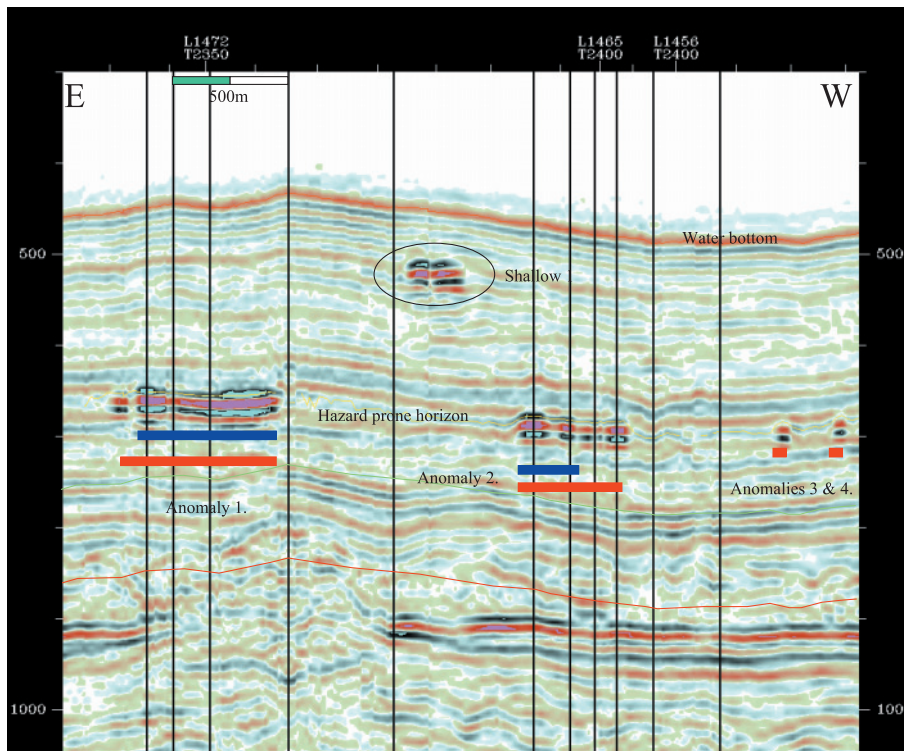 L1472
T2350
L1465
T2400
L1456
T2400
E
W
500m
Water bottom
500
500
Shallow
Hazard prone horizon
Anomaly 2.
Anomalies 3 & 4.
Anomaly 1.
1000
100